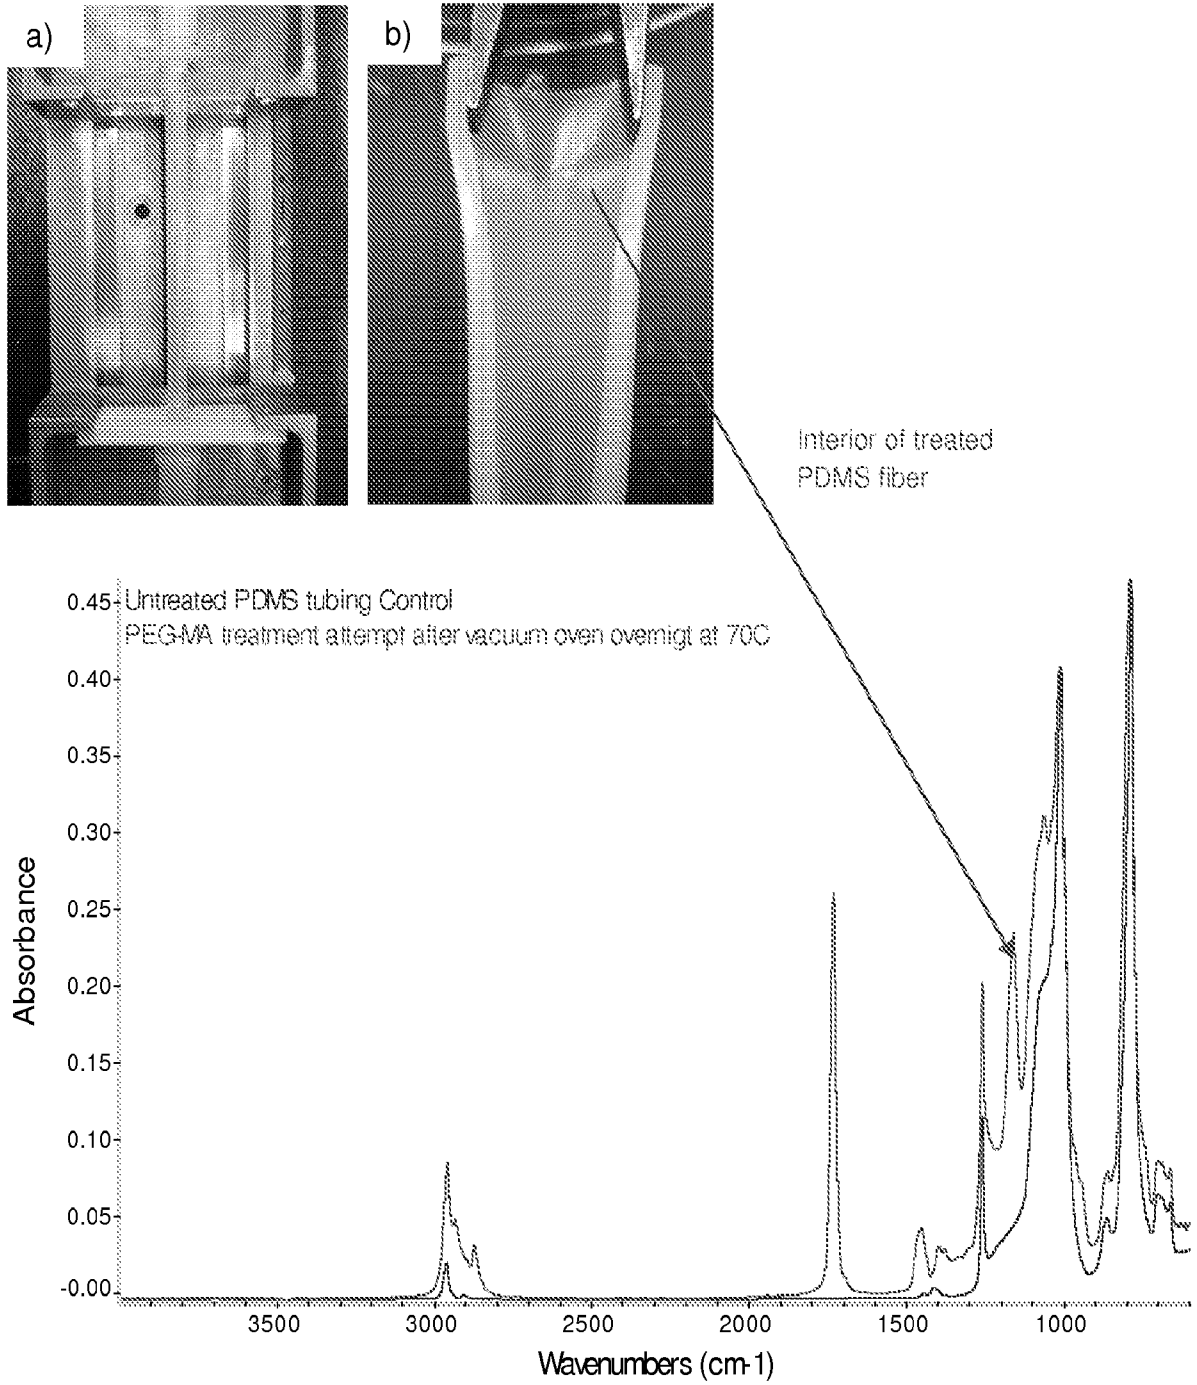 a)
b)
Interior of treated
PDMS fiber
Untreated PDMS tubing Control
PEG-MA treatment attempt after vacuum oven overnigt at 70C
0.45
0.40
0.35
0.30
0.25
0.20
0.15
0.10
0.05
-0.00
Absorbance
3500 3000 2500 2000 1500 1000
Wavenumbers (cm-1)